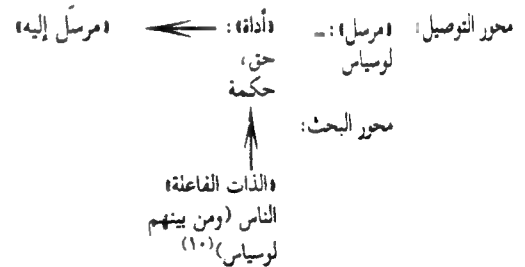 محور التوصيل: «مرسل»: – «أداة»: «مرسَل إليه»
لوسياس حق،
حكمة
محور البحث:
«الذات الفاعلة»
الناس (ومن بينهم
لوسياس)(١٠)